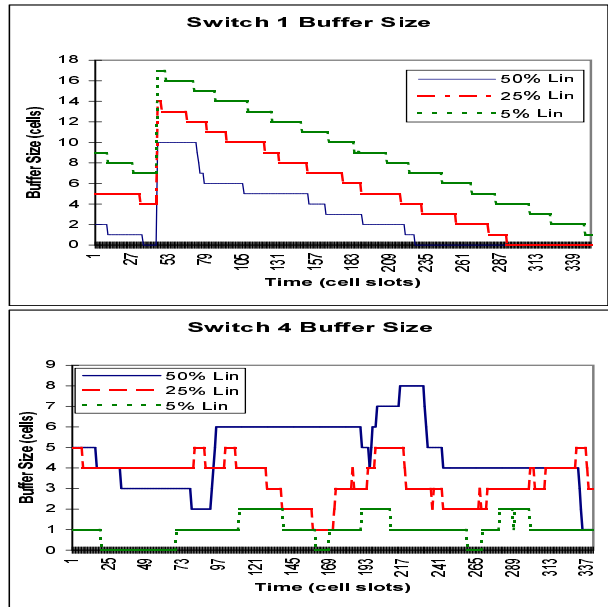 Switch 1 Buffer Size
18
16
14
12
10
8
6
4
2
0
Buffer Size (cells)
50% Lin
25% Lin
5% Lin
1 27 53 79 105 131 157 183 209 235 261 287 313 339
Time (cell slots)
Switch 4 Buffer Size
9
8
7
6
5
4
3
2
1
0
Buffer Size (cells)
50% Lin
25% Lin
5% Lin
1 25 49 73 97 121 145 169 193 217 241 265 289 313 337
Time (cell slots)